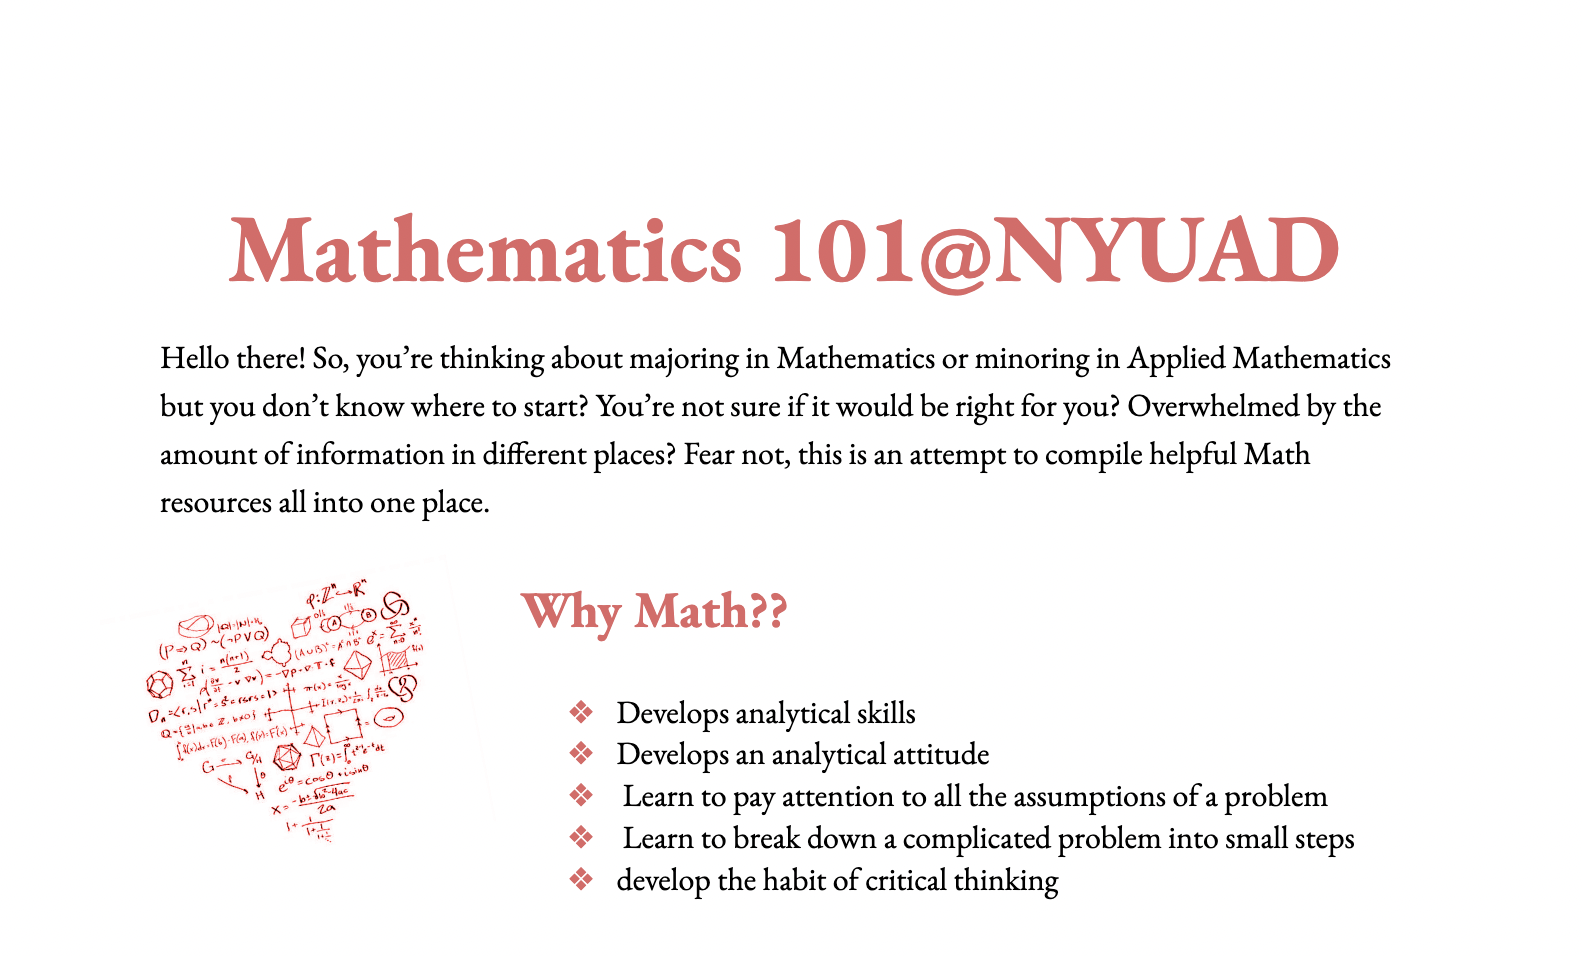 Mathematics 101@NYUAD
Hello there! So, you’re thinking about majoring in Mathematics or minoring in Applied Mathematics
but you don’t know where to start? You’re not sure if it would be right for you? Overwhelmed by the
amount of information in different places? Fear not, this is an attempt to compile helpful Math
resources all into one place.
Why Math??
❖ Develops analytical skills
❖ Develops an analytical attitude
❖ Learn to pay attention to all the assumptions of a problem
❖ Learn to break down a complicated problem into small steps
❖ develop the habit of critical thinking